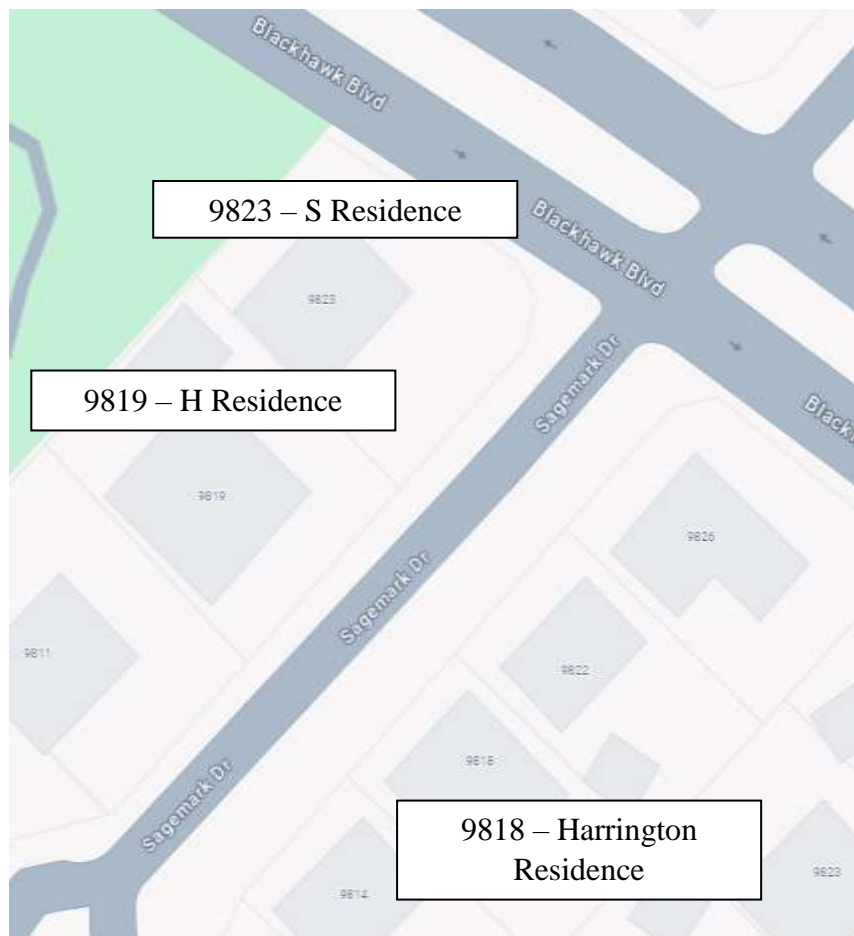 Blackhawk Blvd
9823 – S Residence
Blackhawk Blvd
9823
Sagemark Dr
9819 – H Residence
Blackh
9819
9826
Sagemark Dr
9811
9822
9818
Sagemark Dr
9818 – Harrington
Residence
9823
9814